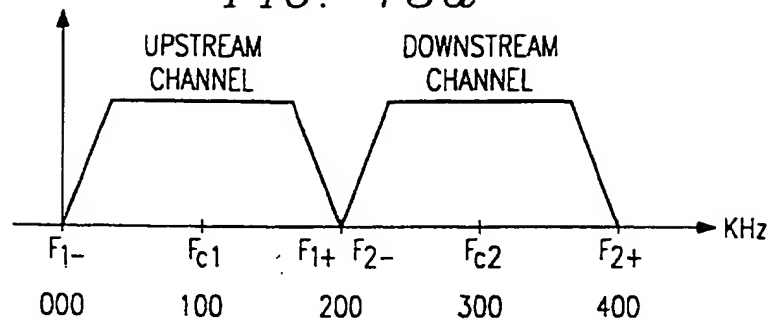 UPSTREAM CHANNEL
DOWNSTREAM CHANNEL
KHz
F1- Fc1 F1+ F2- Fc2 F2+
000 100 200 300 400